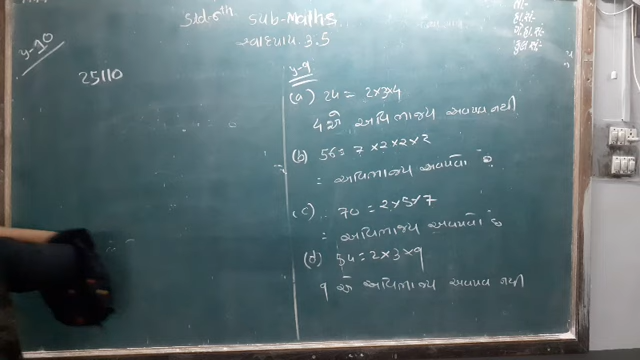 Std-6th Sub-Maths
સ્વાધ્યાય 3.5
પ્ર-10
25110
પ્ર-9
(a) 24 = 2×3×4
4 એ અવિભાજ્ય અવયવ નથી
(b) 56 = 7×2×2×2
= અવિભાજ્ય અવયવો છે
(c) 70 = 2×5×7
= અવિભાજ્ય અવયવો છે
(d) 54 = 2×3×9
9 એ અવિભાજ્ય અવયવ નથી